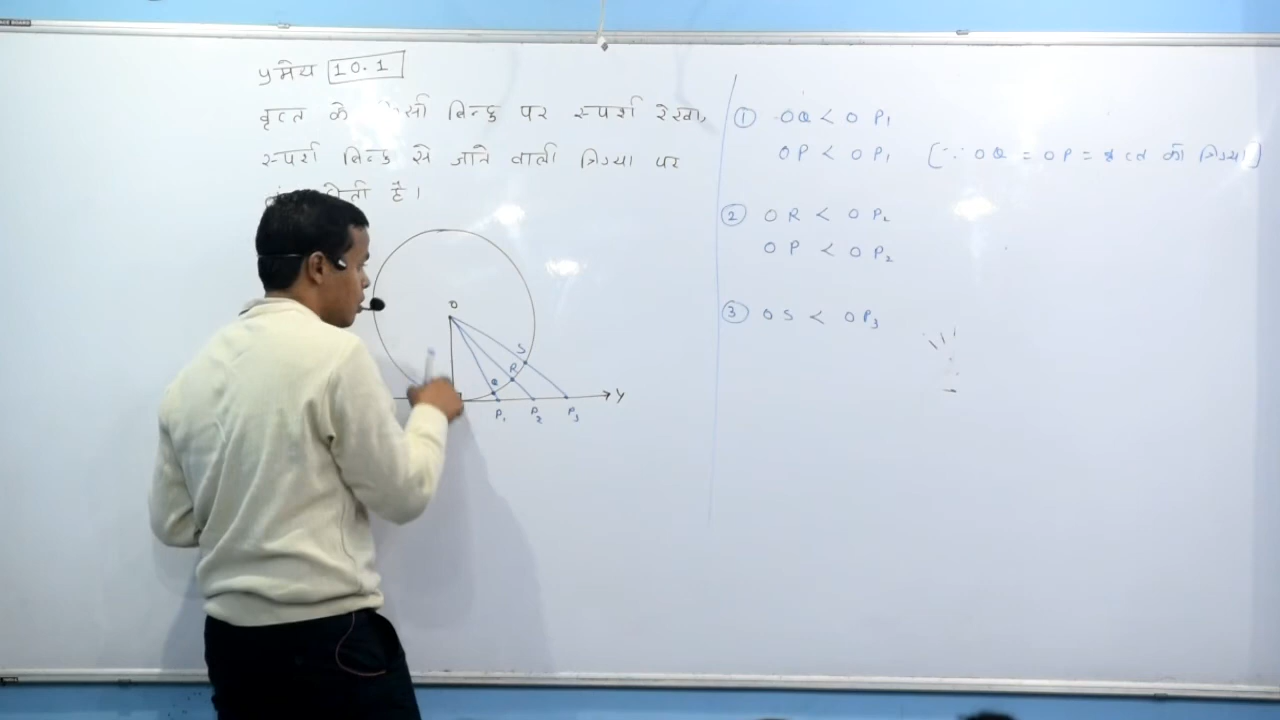 प्रमेय 10.1
वृत्त के बिन्दु पर स्पर्श रेखा,
स्पर्श बिन्दु से जाने वाली त्रिज्या पर
है।
O
S
R
Q
Y
P₁ P₂ P₃
① OQ < OP₁
OP < OP₁ [∵ OQ = OP = वृत्त की त्रिज्या]
② OR < OP₂
OP < OP₂
③ OS < OP₃